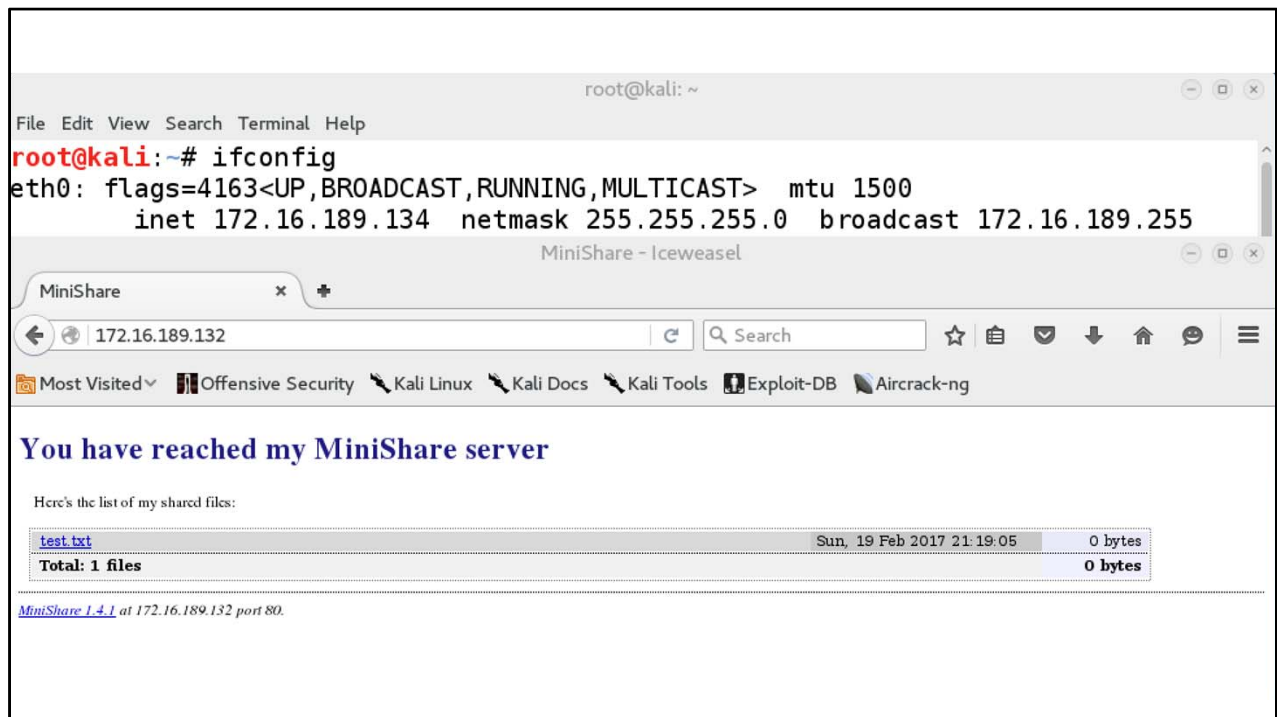 root@kali: ~
File Edit View Search Terminal Help
root@kali:~# ifconfig
eth0: flags=4163<UP,BROADCAST,RUNNING,MULTICAST>  mtu 1500
inet 172.16.189.134  netmask 255.255.255.0  broadcast 172.16.189.255
MiniShare - Iceweasel
MiniShare
172.16.189.132
Search
Most Visited Offensive Security Kali Linux Kali Docs Kali Tools Exploit-DB Aircrack-ng
You have reached my MiniShare server
Here's the list of my shared files:
test.txt Sun, 19 Feb 2017 21:19:05 0 bytes
Total: 1 files 0 bytes
MiniShare 1.4.1 at 172.16.189.132 port 80.